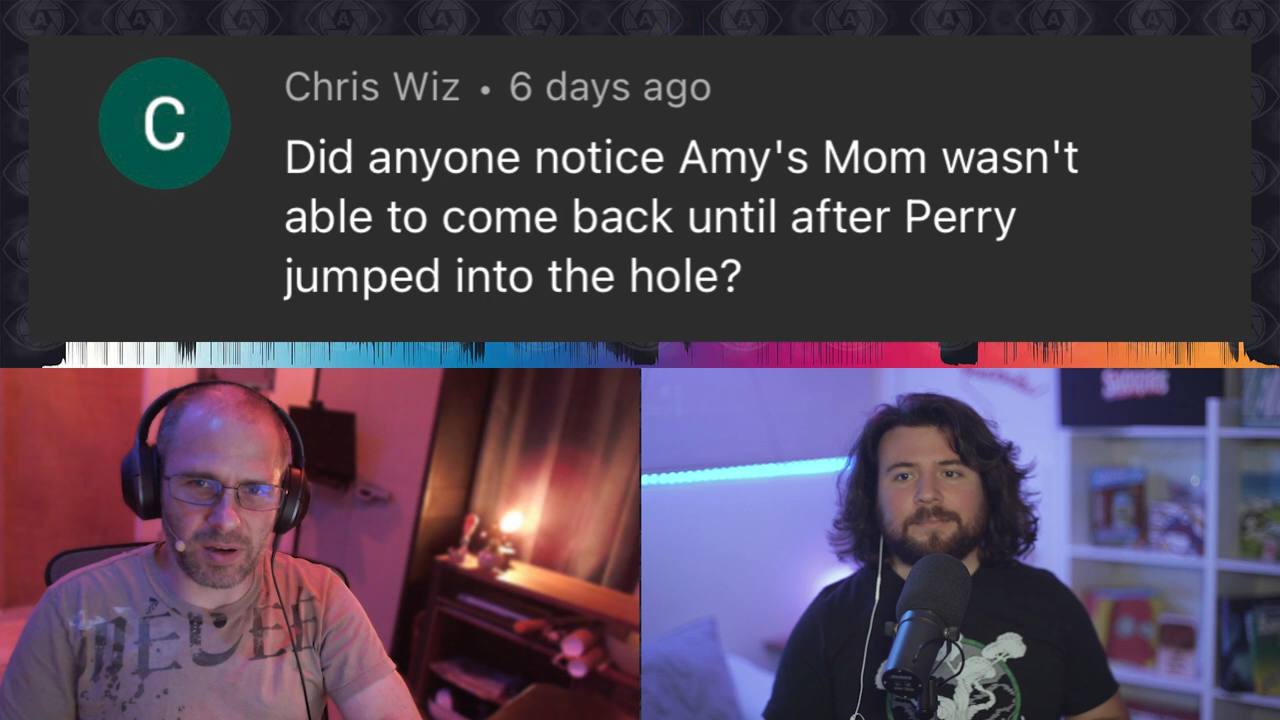 C
Chris Wiz • 6 days ago
Did anyone notice Amy's Mom wasn't
able to come back until after Perry
jumped into the hole?